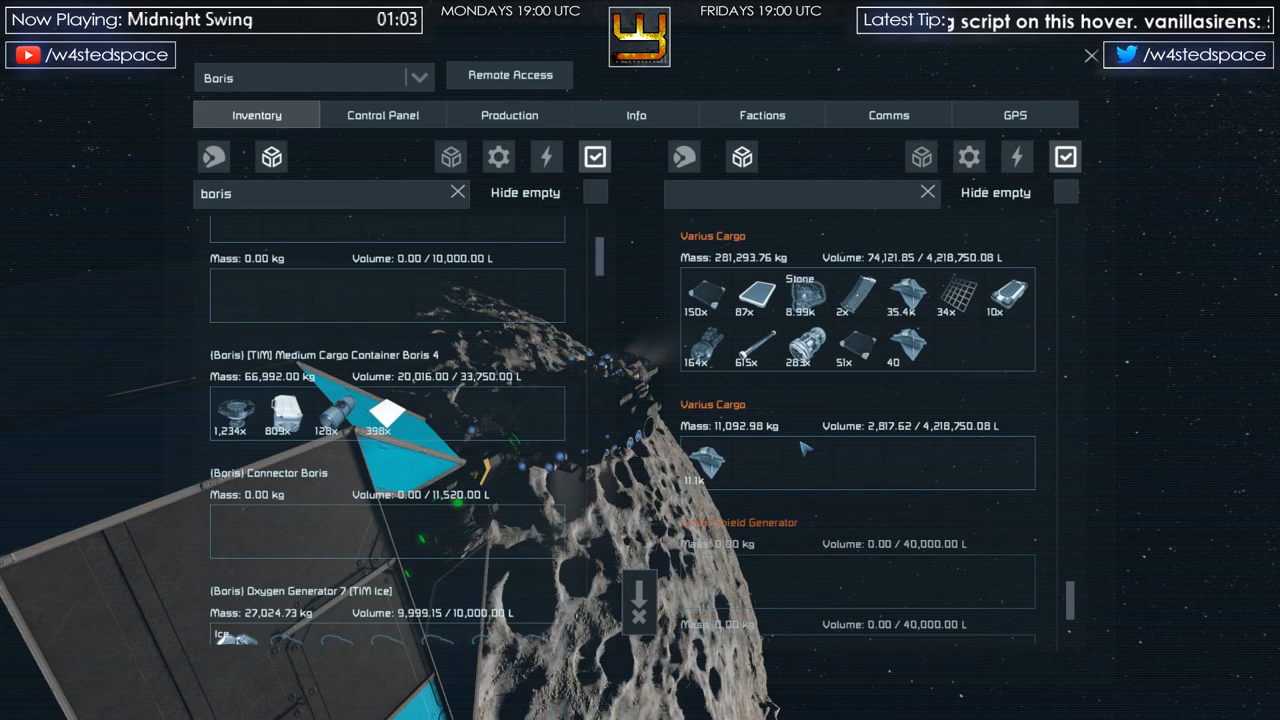 Now Playing: Midnight Swing 01:03
MONDAYS 19:00 UTC
FRIDAYS 19:00 UTC
Latest Tip: g script on this hover. vanillasirens:
/w4stedspace
/w4stedspace
Boris
Remote Access
Inventory
Control Panel
Production
Info
Factions
Comms
GPS
boris
Hide empty
Hide empty
Mass: 0.00 kg Volume: 0.00 / 10,000.00 L
(Boris) [TIM] Medium Cargo Container Boris 4
Mass: 66,992.00 kg Volume: 20,016.00 / 33,750.00 L
1,234x 809x 128x 398x
(Boris) Connector Boris
Mass: 0.00 kg Volume: 0.00 / 11,520.00 L
(Boris) Oxygen Generator 7 [TIM Ice]
Mass: 27,024.73 kg Volume: 9,999.15 / 10,000.00 L
Ice
Varius Cargo
Mass: 281,293.76 kg Volume: 74,121.85 / 4,218,750.08 L
Stone
150x 87x 8.99k 2x 35.4k 34x 10x
164x 615x 283x 51x 40
Varius Cargo
Mass: 11,092.98 kg Volume: 2,817.62 / 4,218,750.08 L
11.1k
Shield Generator
Mass: 0.00 kg Volume: 0.00 / 40,000.00 L
Mass: 0.00 kg Volume: 0.00 / 40,000.00 L